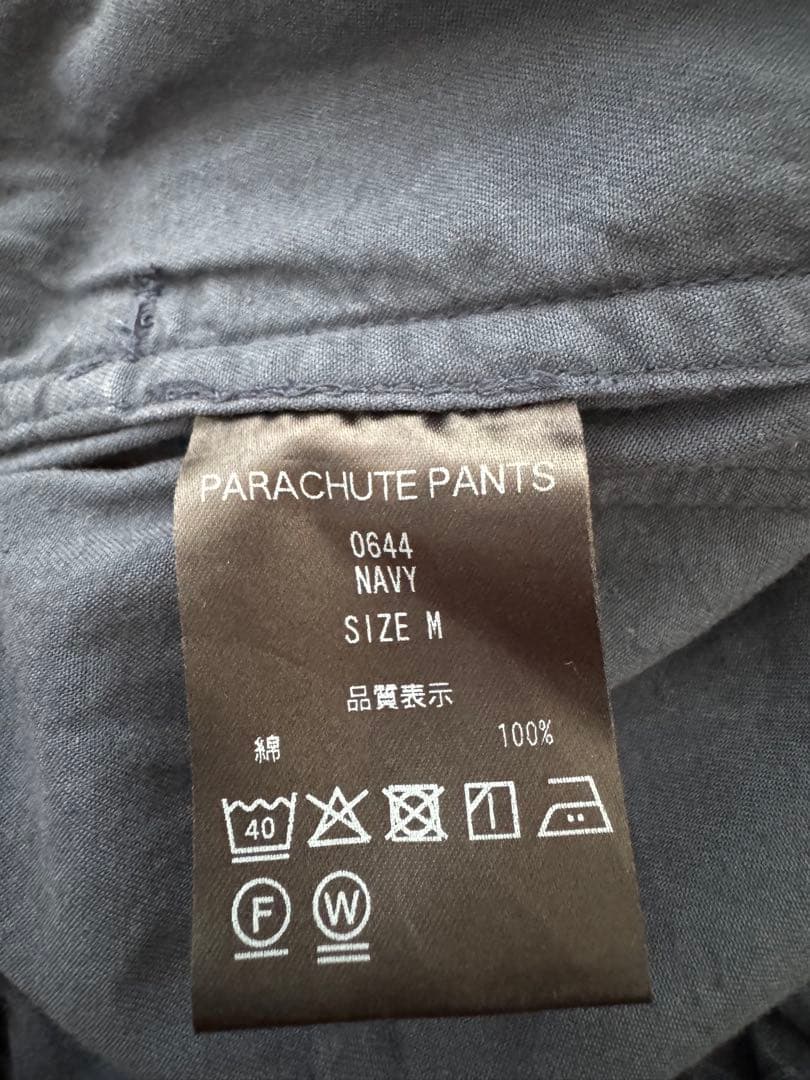 PARACHUTE PANTS
0644
NAVY
SIZE M
品質表示
綿 100%
40
F W